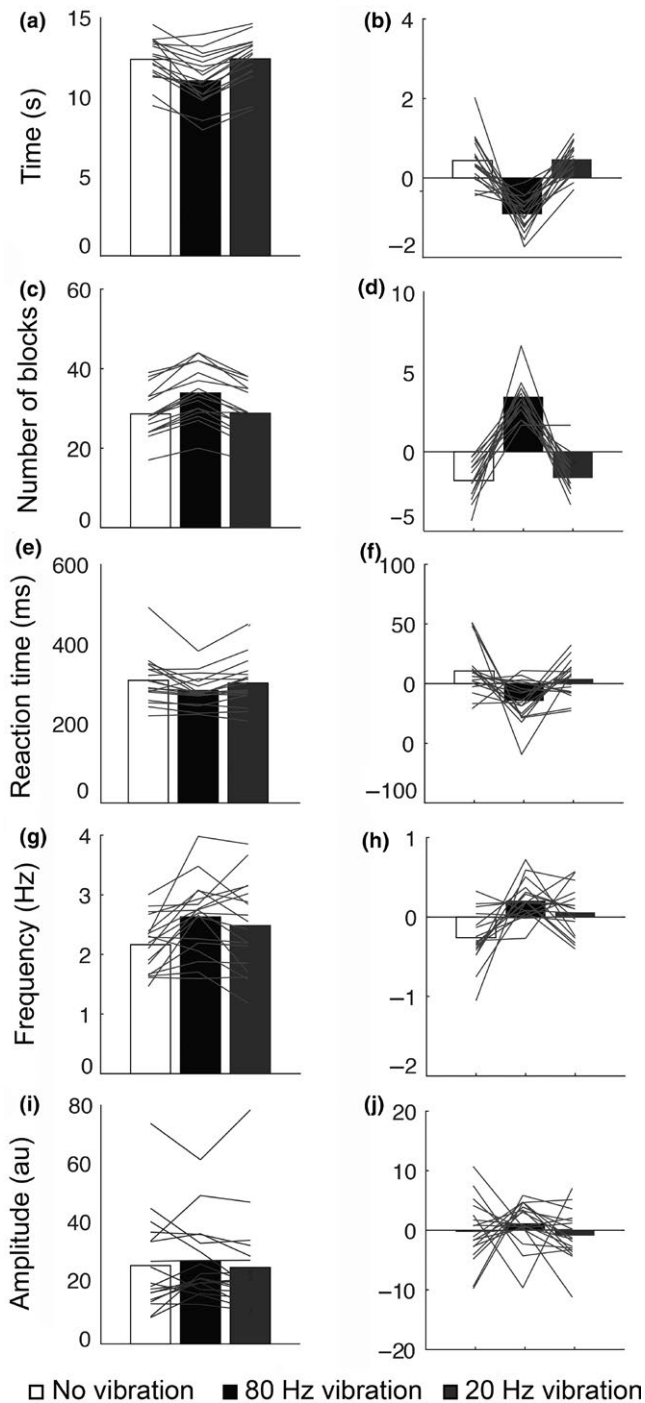 (a)
15
10
5
0
Time (s)
(b)
4
2
0
−2
(c)
60
40
20
0
Number of blocks
(d)
10
5
0
−5
(e)
600
400
200
0
Reaction time (ms)
(f)
100
50
0
0
−100
(g)
4
3
2
1
0
Frequency (Hz)
(h)
1
0
−1
−2
(i)
80
60
40
20
0
Amplitude (au)
(j)
20
10
0
−10
−20
No vibration 80 Hz vibration 20 Hz vibration